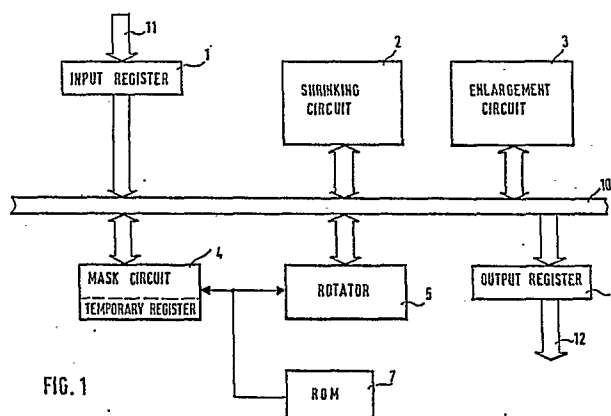 11
1
INPUT REGISTER
2
SHRINKING
CIRCUIT
3
ENLARGEMENT
CIRCUIT
10
4
MASK CIRCUIT
TEMPORARY REGISTER
ROTATOR
5
OUTPUT REGISTER
12
7
ROM
FIG. 1